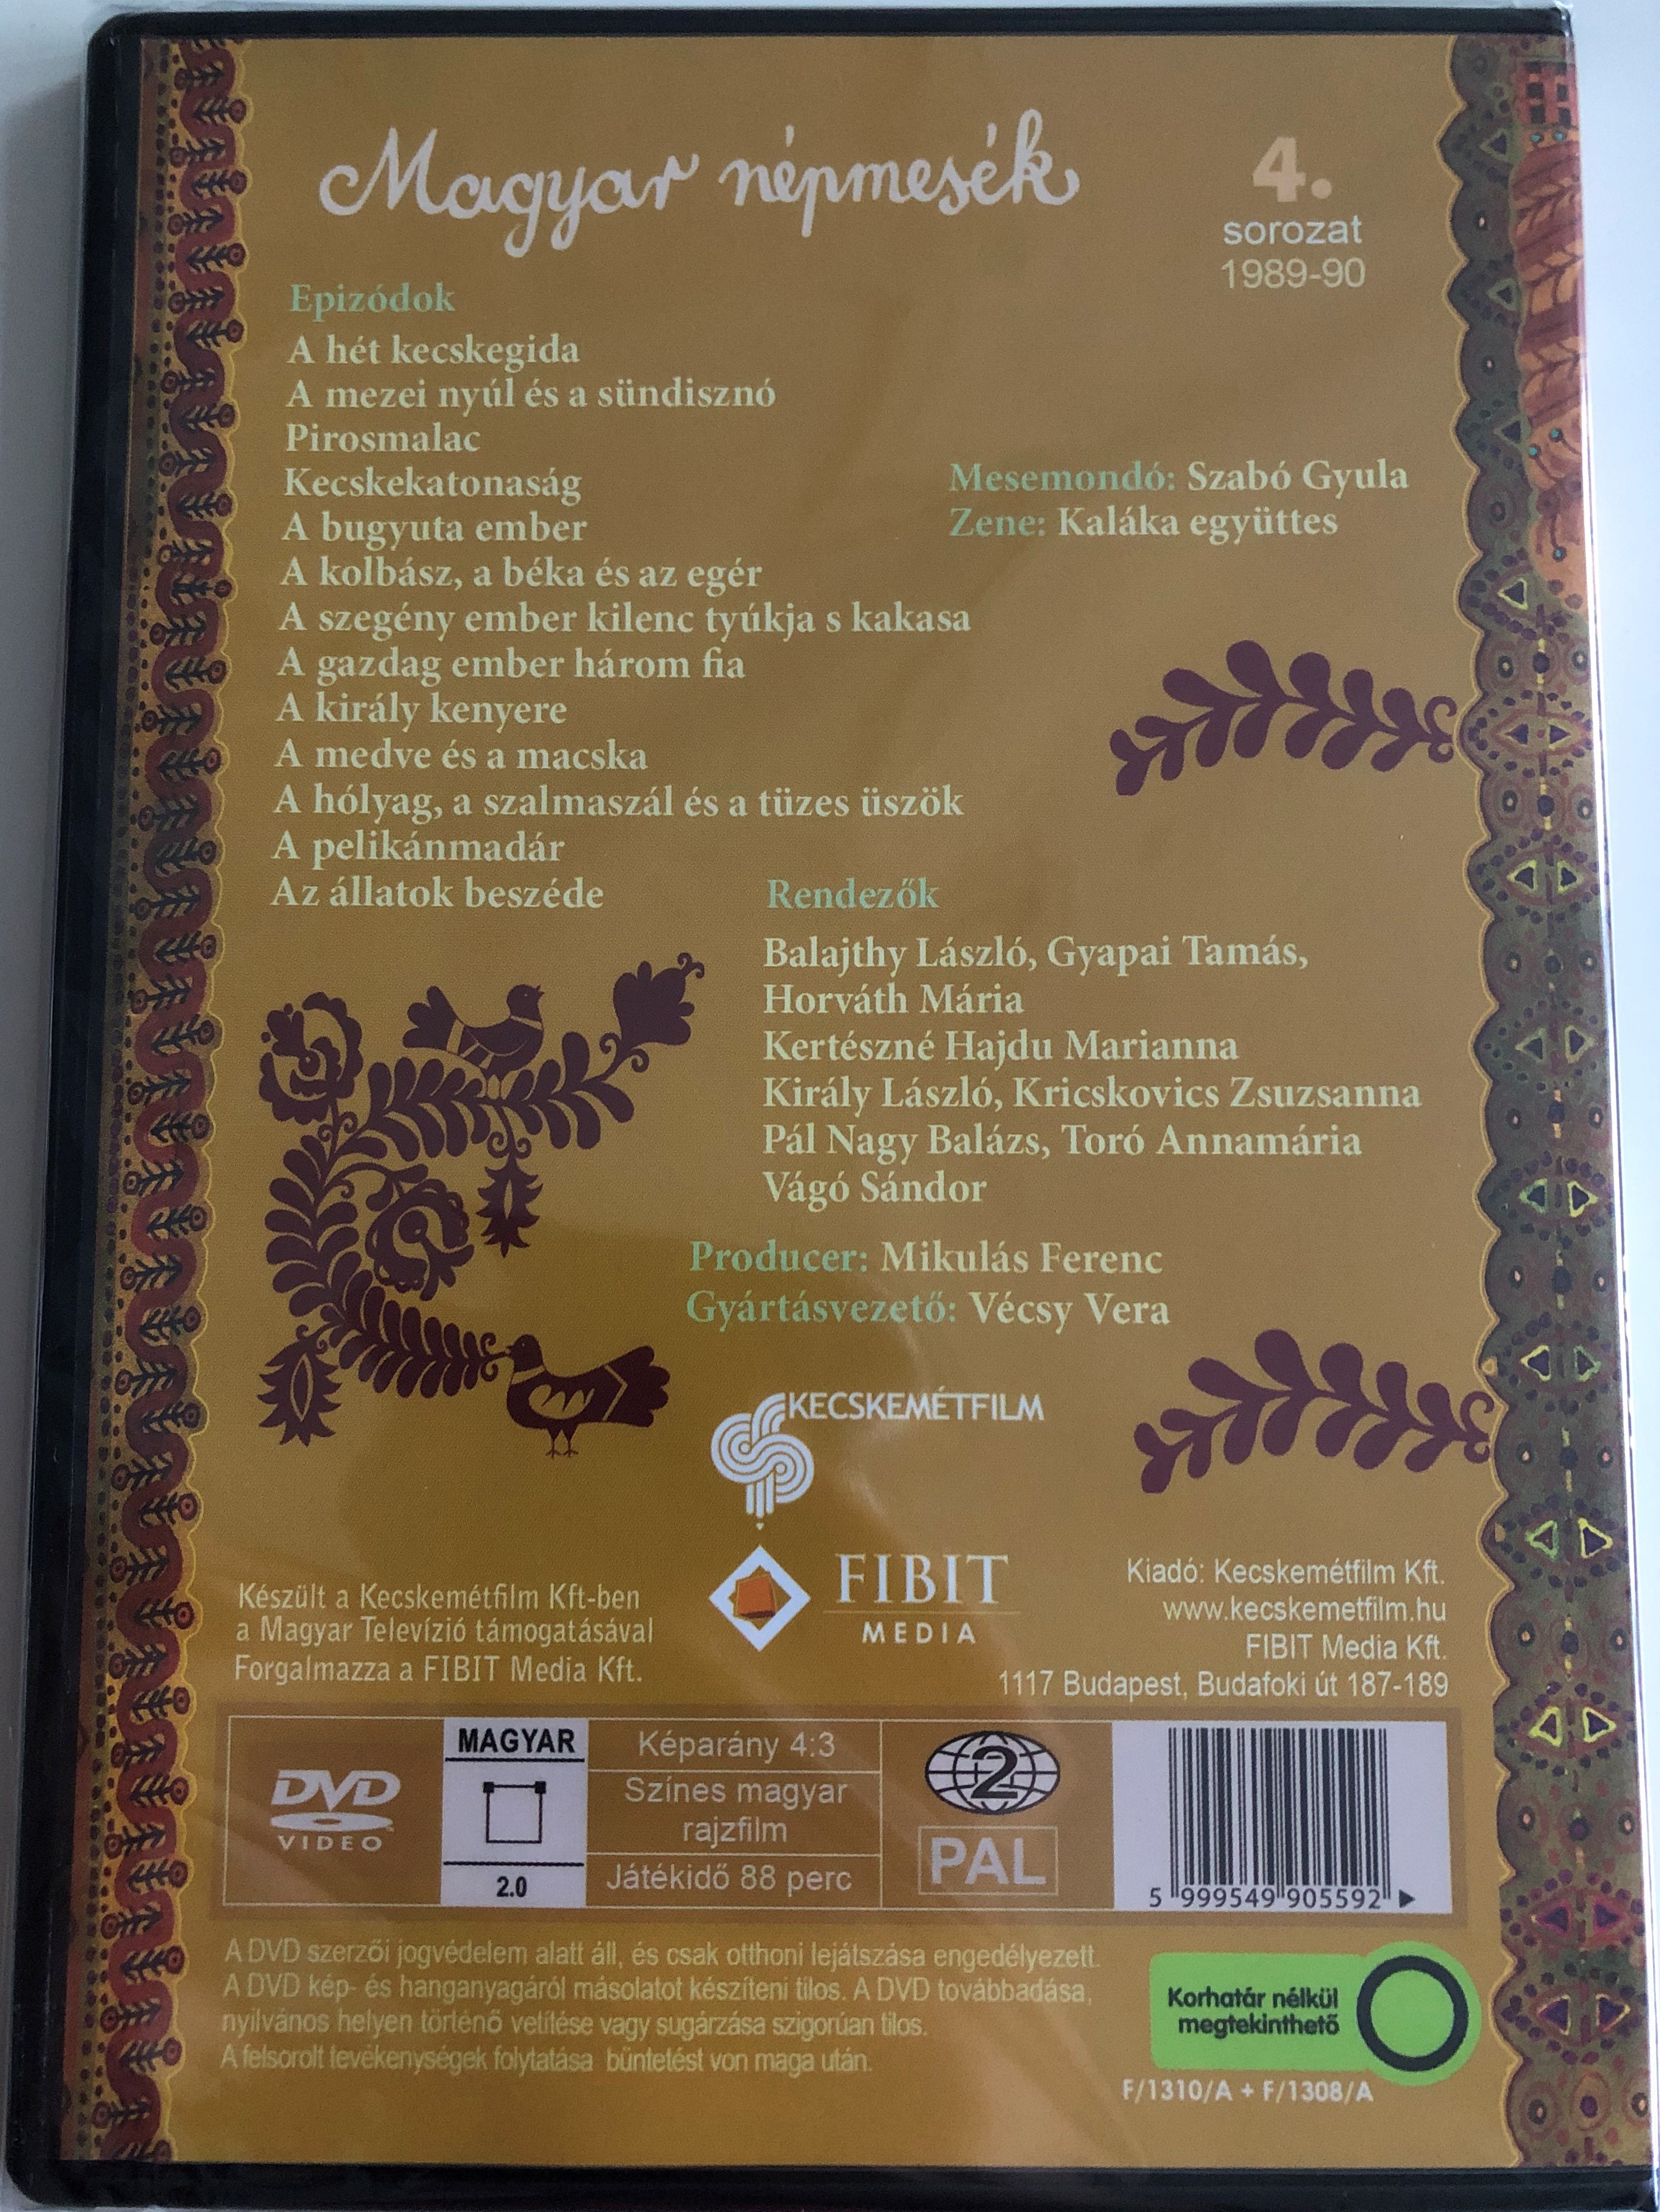 Magyar népmesék
4.
sorozat
1989-90
Epizódok
A hét kecskegida
A mezei nyúl és a sündisznó
Pirosmalac
Kecskekatonaság
A bugyuta ember
A kolbász, a béka és az egér
A szegény ember kilenc tyúkja s kakasa
A gazdag ember három fia
A király kenyere
A medve és a macska
A hólyag, a szalmaszál és a tüzes üszök
A pelikánmadár
Az állatok beszéde
Mesemondó: Szabó Gyula
Zene: Kaláka együttes
Rendezők
Balajthy László, Gyapai Tamás,
Horváth Mária
Kertészné Hajdu Marianna
Király László, Kricskovics Zsuzsanna
Pál Nagy Balázs, Toró Annamária
Vágó Sándor
Producer: Mikulás Ferenc
Gyártásvezető: Vécsy Vera
KECSKEMÉTFILM
FIBIT
MEDIA
Készült a Kecskemétfilm Kft-ben
a Magyar Televízió támogatásával
Forgalmazza a FIBIT Media Kft.
Kiadó: Kecskemétfilm Kft.
www.kecskemetfilm.hu
FIBIT Media Kft.
1117 Budapest, Budafoki út 187-189
DVD
VIDEO
MAGYAR
2.0
Képarány 4:3
Színes magyar
rajzfilm
Játékidő 88 perc
2
PAL
5 999549 905592
A DVD szerzői jogvédelem alatt áll, és csak otthoni lejátszása engedélyezett.
A DVD kép- és hanganyagáról másolatot készíteni tilos. A DVD továbbadása,
nyilvános helyen történő vetítése vagy sugárzása szigorúan tilos.
A felsorolt tevékenységek folytatása büntetést von maga után.
Korhatár nélkül
megtekinthető
F/1310/A + F/1308/A